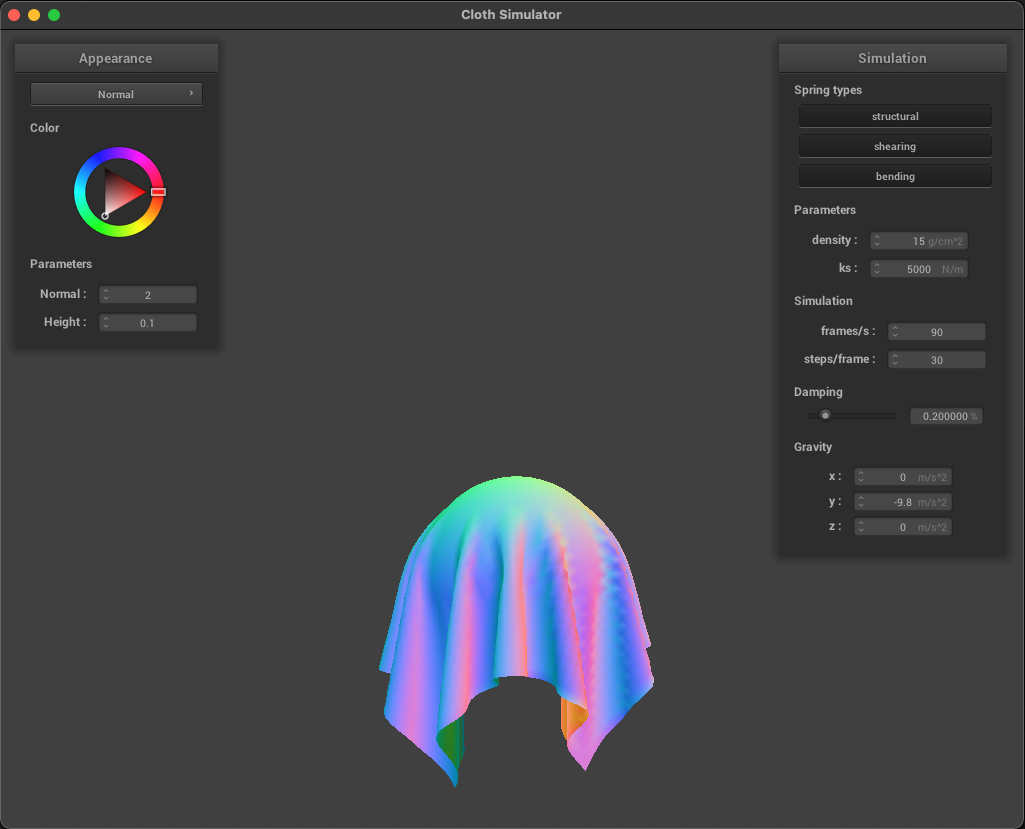 Cloth Simulator
Appearance
Normal
Color
Parameters
Normal : 2
Height : 0.1
Simulation
Spring types
structural
shearing
bending
Parameters
density : 15 g/cm^2
ks : 5000 N/m
Simulation
frames/s : 90
steps/frame : 30
Damping
0.200000 %
Gravity
x : 0 m/s^2
y : -9.8 m/s^2
z : 0 m/s^2